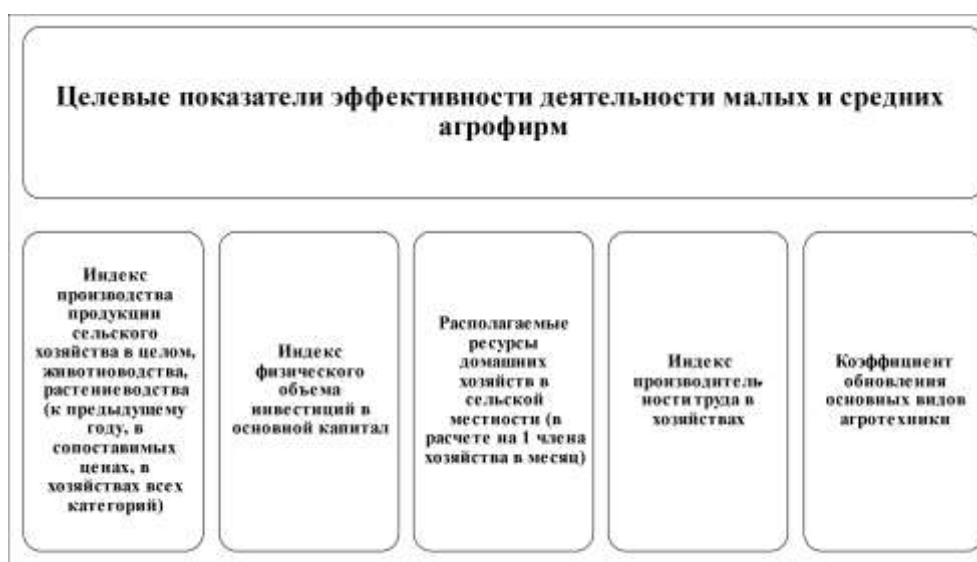 Целевые показатели эффективности деятельности малых и средних
агрофирм
Индекс
производства
продукции
сельского
хозяйства в целом,
животноводства,
растениеводства
(к предыдущему
году, в
сопоставимых
ценах, в
хозяйствах всех
категорий)
Индекс
физического
объема
инвестиций в
основной капитал
Располагаемые
ресурсы
домашних
хозяйств в
сельской
местности (в
расчете на 1 члена
хозяйства в месяц)
Индекс
производитель
ности труда в
хозяйствах
Коэффициент
обновления
основных видов
агротехники